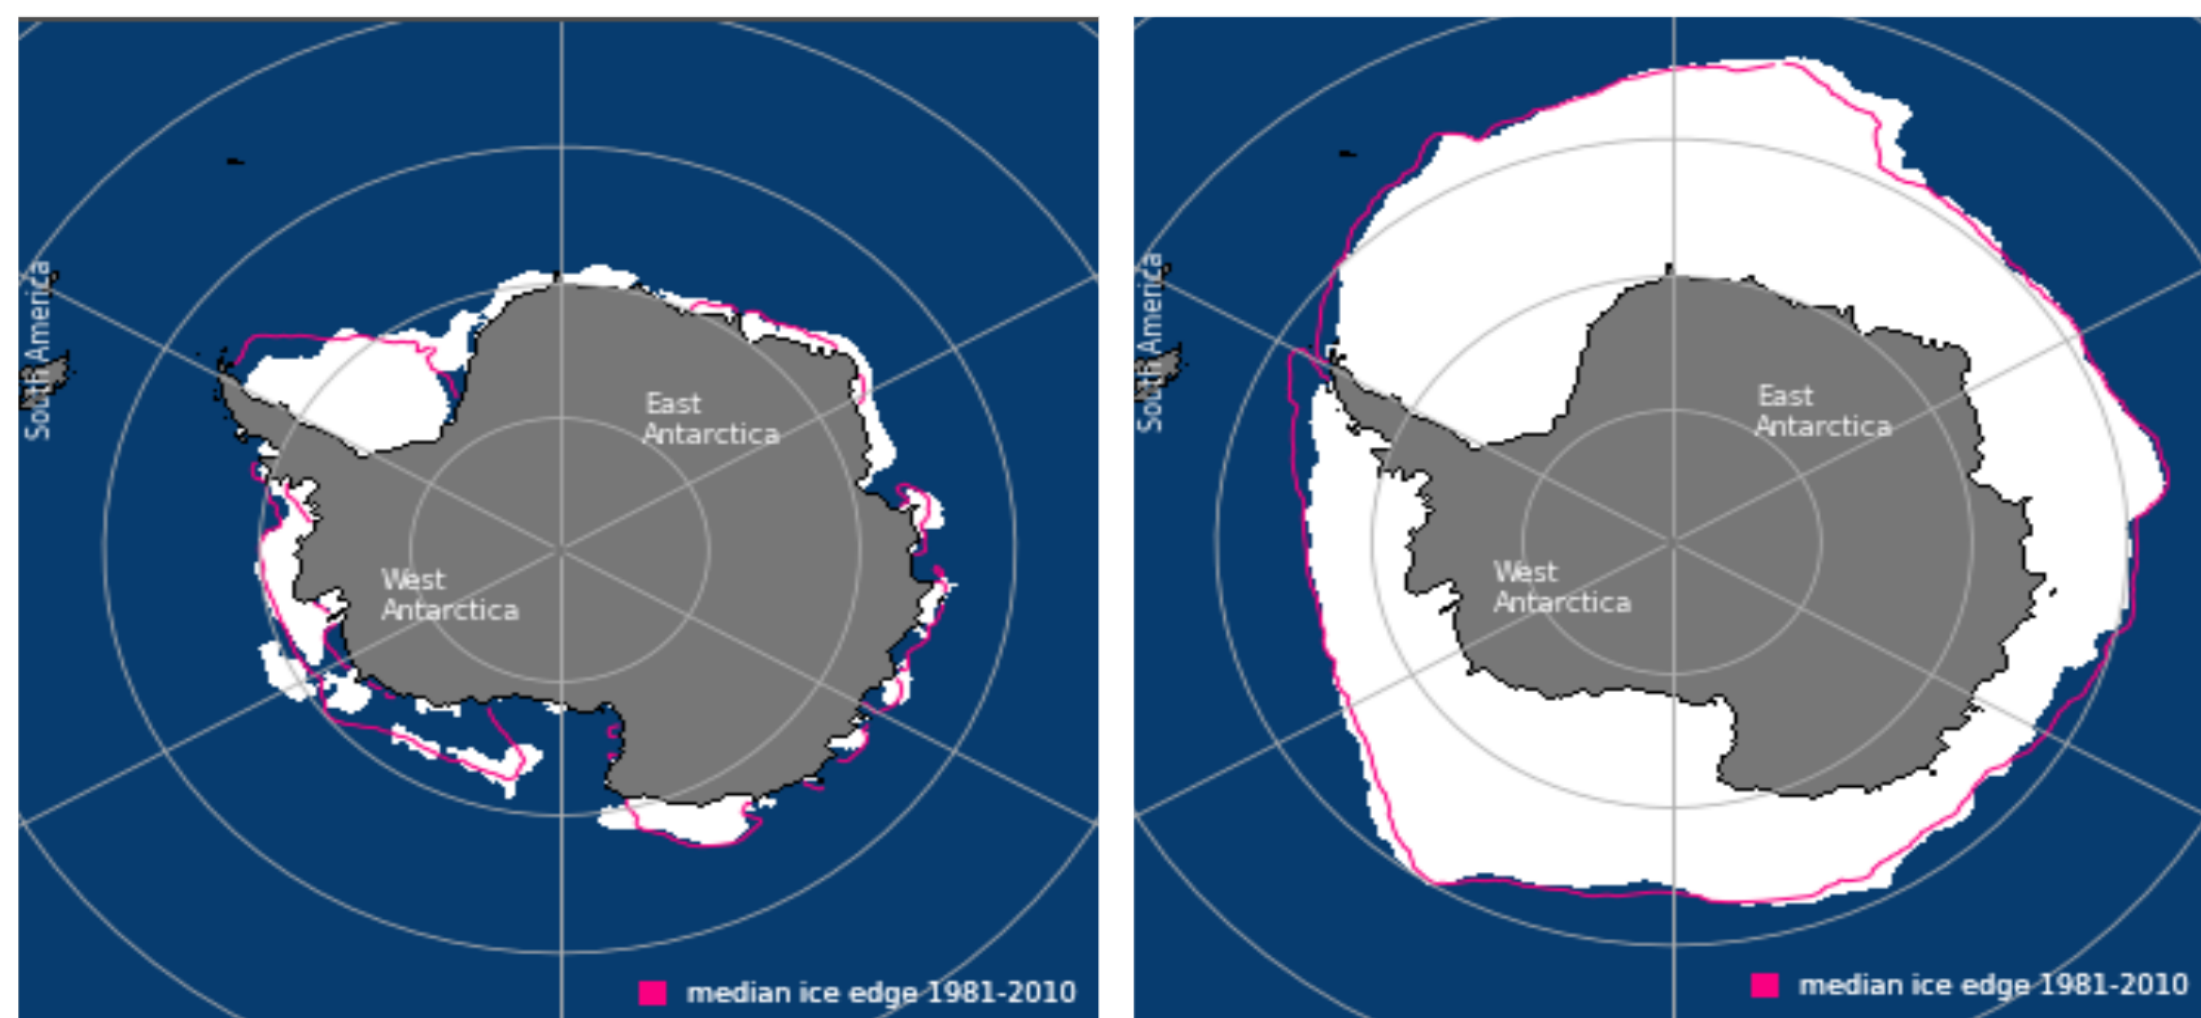 South America
East
Antarctica
West
Antarctica
median ice edge 1981-2010
South America
East
Antarctica
West
Antarctica
median ice edge 1981-2010